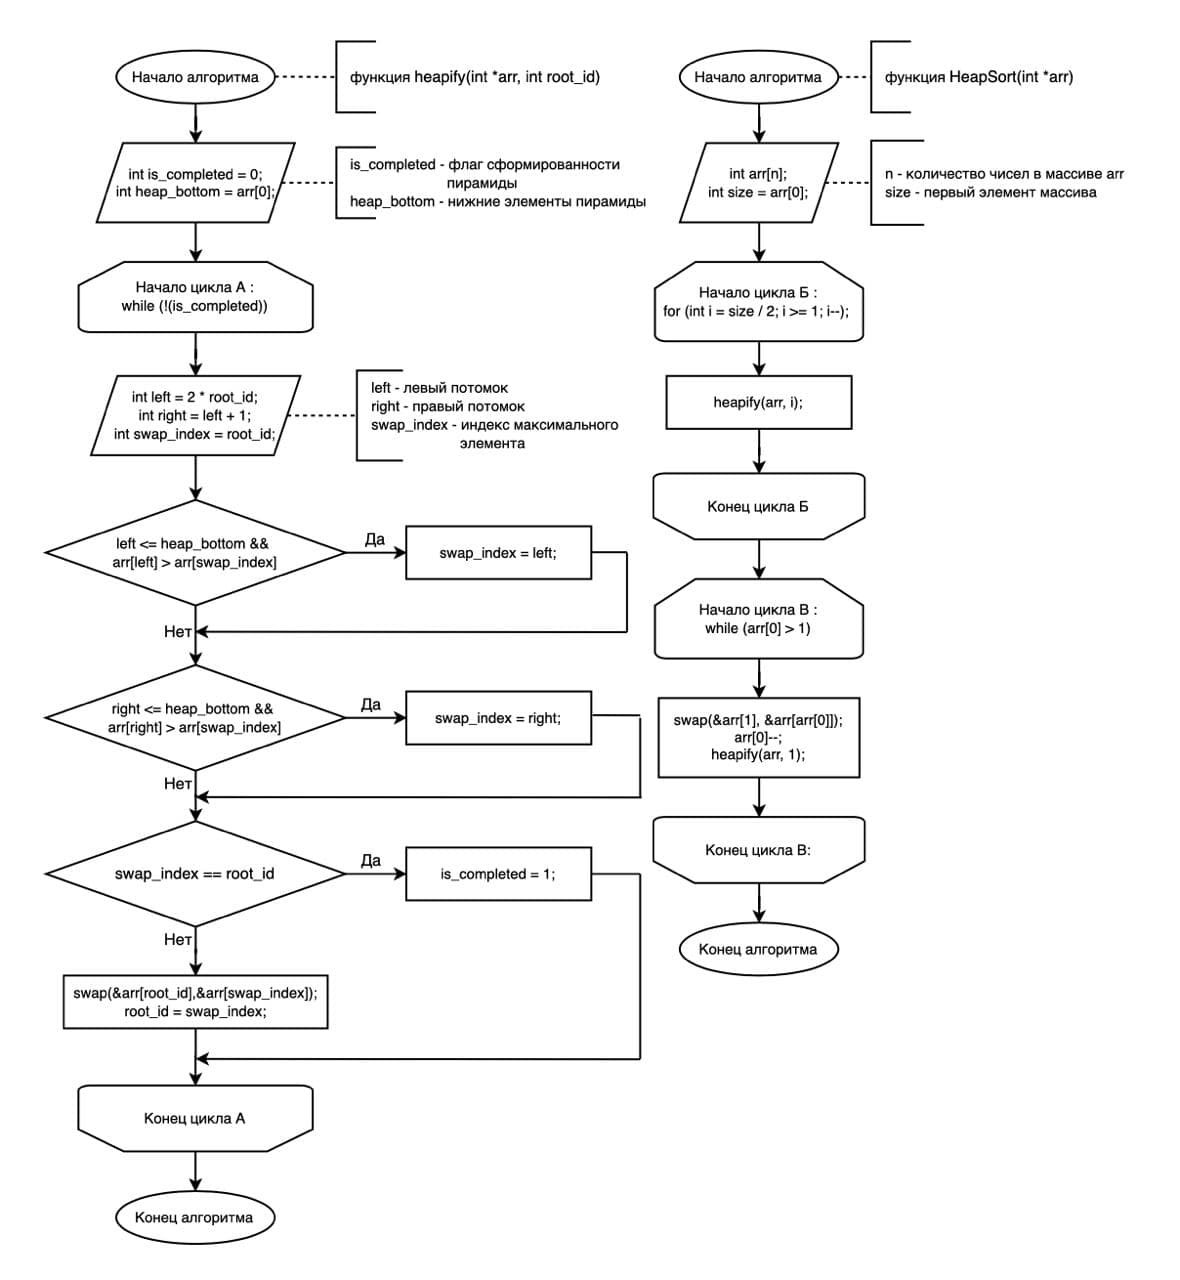 Начало алгоритма
функция heapify(int *arr, int root_id)
int is_completed = 0;
int heap_bottom = arr[0];
is_completed - флаг сформированности
пирамиды
heap_bottom - нижние элементы пирамиды
Начало цикла А :
while (!(is_completed))
int left = 2 * root_id;
int right = left + 1;
int swap_index = root_id;
left - левый потомок
right - правый потомок
swap_index - индекс максимального
элемента
left <= heap_bottom &&
arr[left] > arr[swap_index]
Да
swap_index = left;
Нет
right <= heap_bottom &&
arr[right] > arr[swap_index]
Да
swap_index = right;
Нет
swap_index == root_id
Да
is_completed = 1;
Нет
swap(&arr[root_id],&arr[swap_index]);
root_id = swap_index;
Конец цикла А
Конец алгоритма
Начало алгоритма
функция HeapSort(int *arr)
int arr[n];
int size = arr[0];
n - количество чисел в массиве arr
size - первый элемент массива
Начало цикла Б :
for (int i = size / 2; i >= 1; i--);
heapify(arr, i);
Конец цикла Б
Начало цикла В :
while (arr[0] > 1)
swap(&arr[1], &arr[arr[0]]);
arr[0]--;
heapify(arr, 1);
Конец цикла В:
Конец алгоритма